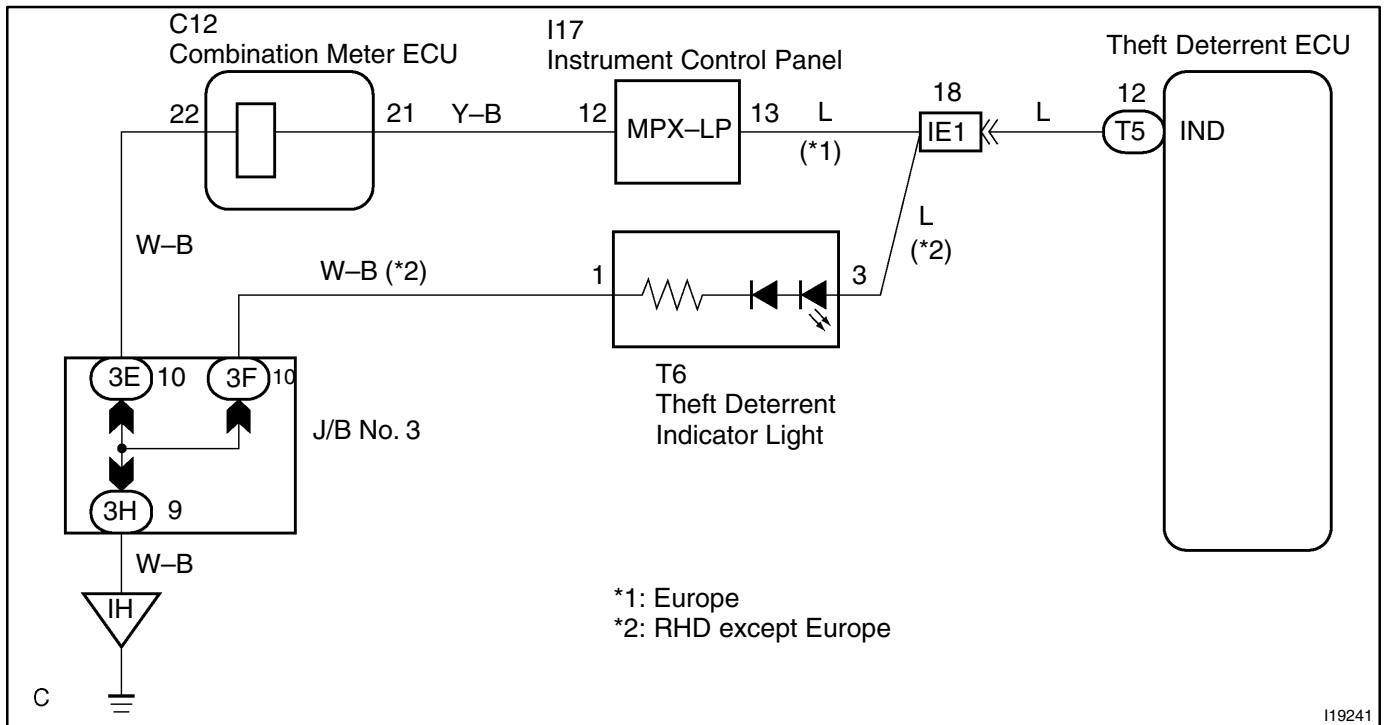 C12
Combination Meter ECU
I17
Instrument Control Panel
Theft Deterrent ECU
22
21
Y–B
12
MPX–LP
13
L
(*1)
18
IE1
L
12
T5
IND
W–B
L
(*2)
W–B (*2)
1
3
T6
Theft Deterrent
Indicator Light
3E
10
3F
10
J/B No. 3
3H
9
W–B
IH
*1: Europe
*2: RHD except Europe
C
I19241